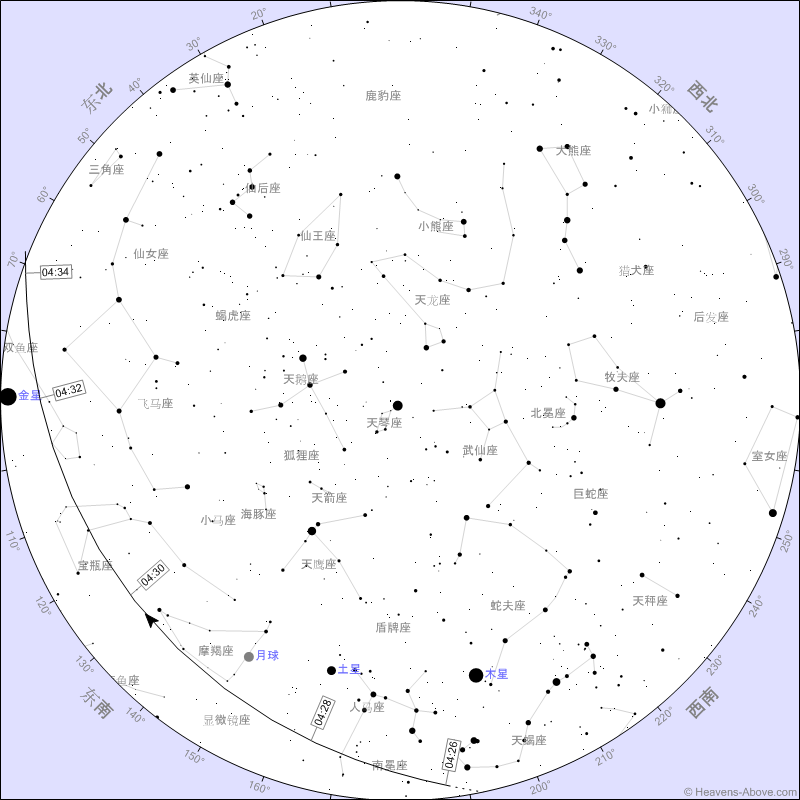 20°
340°
30°
330°
英仙座
鹿豹座
东北
40°
320°
西北
小狮座
50°
310°
三角座
大熊座
60°
仙后座
300°
仙王座
小熊座
仙女座
70°
04:34
290°
猎犬座
天龙座
蝎虎座
后发座
双鱼座
天鹅座
牧夫座
金星
04:32
飞马座
天琴座
北冕座
武仙座
狐狸座
室女座
天箭座
巨蛇座
海豚座
小马座
110°
250°
宝瓶座
天鹰座
04:30
120°
240°
天秤座
蛇夫座
盾牌座
摩羯座
月球
130°
230°
土星
木星
鱼座
东南
140°
04:28
人马座
220°
西南
显微镜座
天蝎座
150°
04:26
210°
南冕座
160°
200°
© Heavens-Above.com